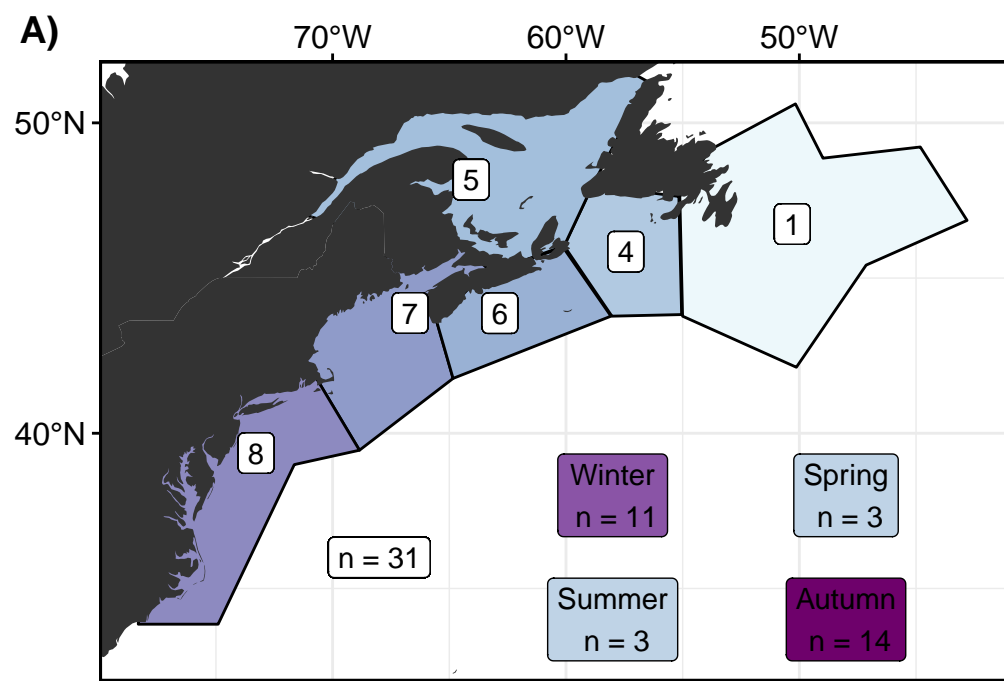 A)
70°W 60°W 50°W
50°N
40°N
5
1
4
7
6
8
Winter
n = 11
Spring
n = 3
n = 31
Summer
n = 3
Autumn
n = 14